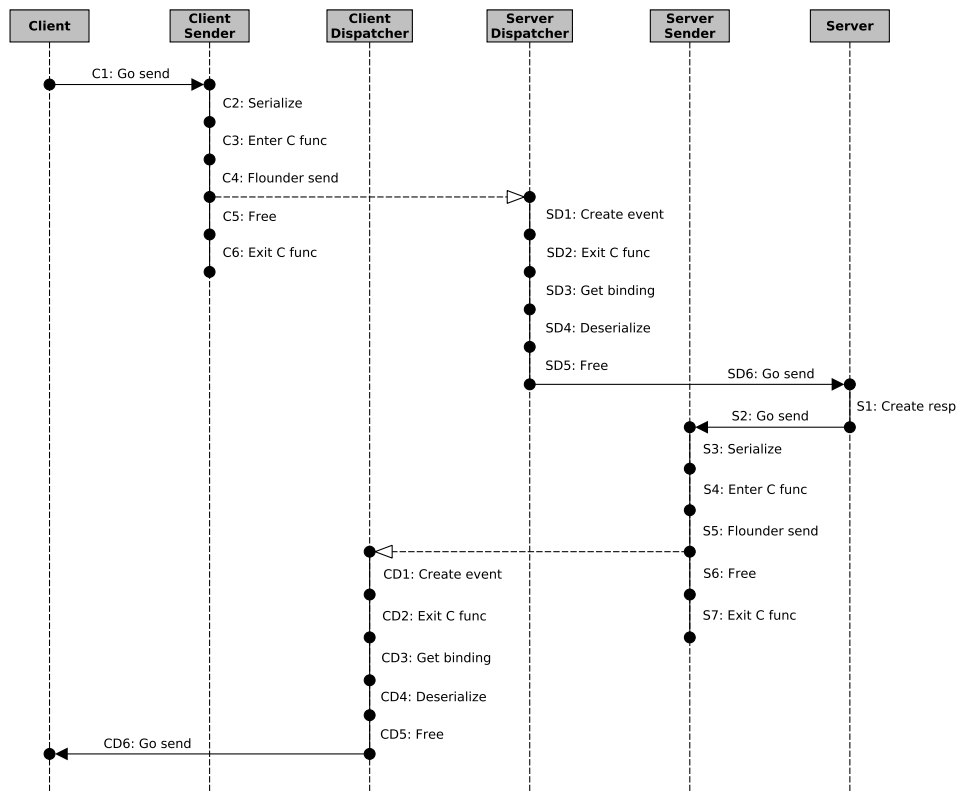 Client
Client
Sender
Client
Dispatcher
Server
Dispatcher
Server
Sender
Server
C1: Go send
C2: Serialize
C3: Enter C func
C4: Flounder send
C5: Free
SD1: Create event
C6: Exit C func
SD2: Exit C func
SD3: Get binding
SD4: Deserialize
SD5: Free
SD6: Go send
S1: Create resp
S2: Go send
S3: Serialize
S4: Enter C func
S5: Flounder send
CD1: Create event
S6: Free
CD2: Exit C func
S7: Exit C func
CD3: Get binding
CD4: Deserialize
CD5: Free
CD6: Go send